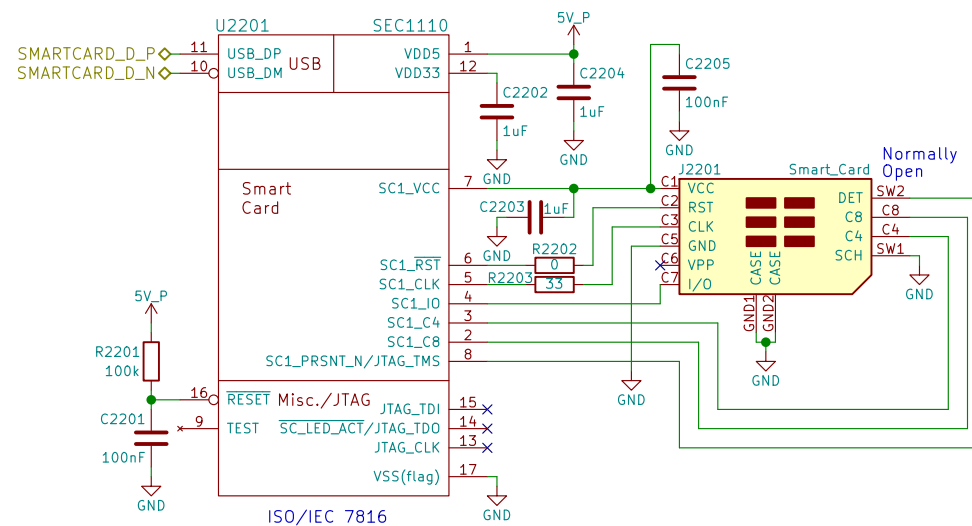 U2201
SEC1110
SMARTCARD_D_P
SMARTCARD_D_N
11
10
USB_DP
USB_DM
USB
VDD5
VDD33
1
12
5V_P
C2202
1uF
GND
C2204
1uF
GND
C2205
100nF
GND
Smart
Card
SC1_VCC
7
C2203
1uF
GND
SC1_RST
6
R2202
0
SC1_CLK
5
R2203
33
SC1_IO
4
SC1_C4
3
SC1_C8
2
SC1_PRSNT_N/JTAG_TMS
8
J2201
Smart_Card
Normally
Open
C1
VCC
C2
RST
C3
CLK
C5
GND
C6
VPP
C7
I/O
DET
SW2
C8
C8
C4
C4
SCH
SW1
CASE
CASE
GND1
GND2
GND
GND
GND
5V_P
R2201
100k
C2201
100nF
GND
16
RESET
Misc./JTAG
9
TEST
JTAG_TDI
15
SC_LED_ACT/JTAG_TDO
14
JTAG_CLK
13
VSS(flag)
17
GND
ISO/IEC 7816